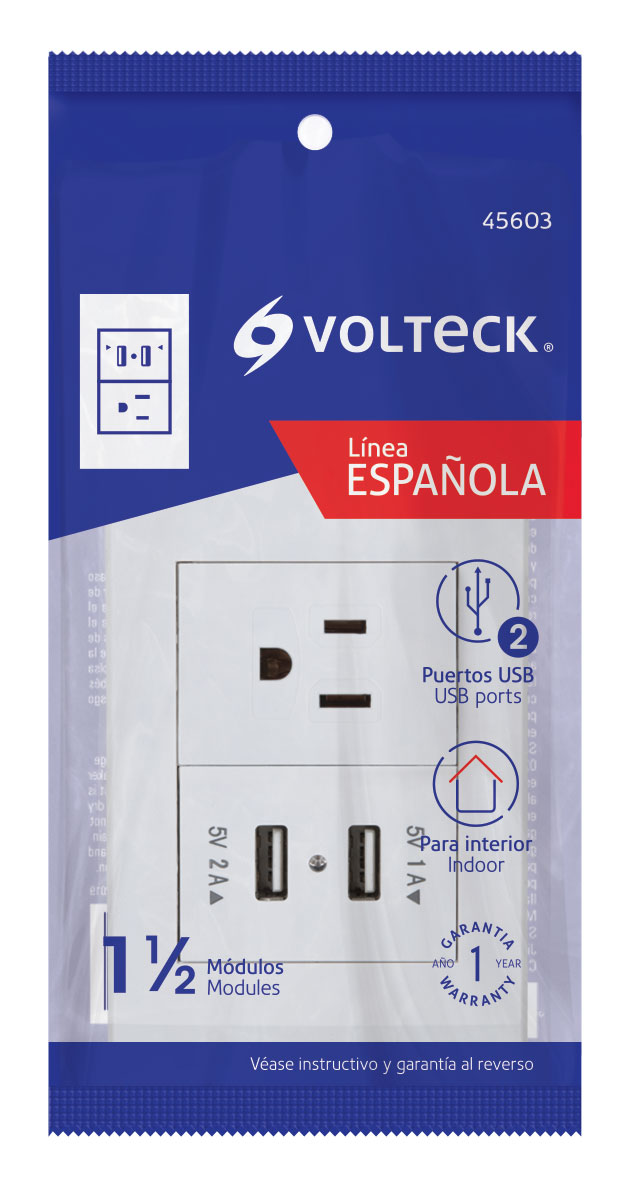 45603
VOLTECK®
Línea
ESPAÑOLA
2
Puertos USB
USB ports
Para interior
Indoor
5V 2A▲
5V 1A▼
GARANTIA
AÑO 1 YEAR
WARRANTY
1 ½ Módulos
Modules
Véase instructivo y garantía al reverso